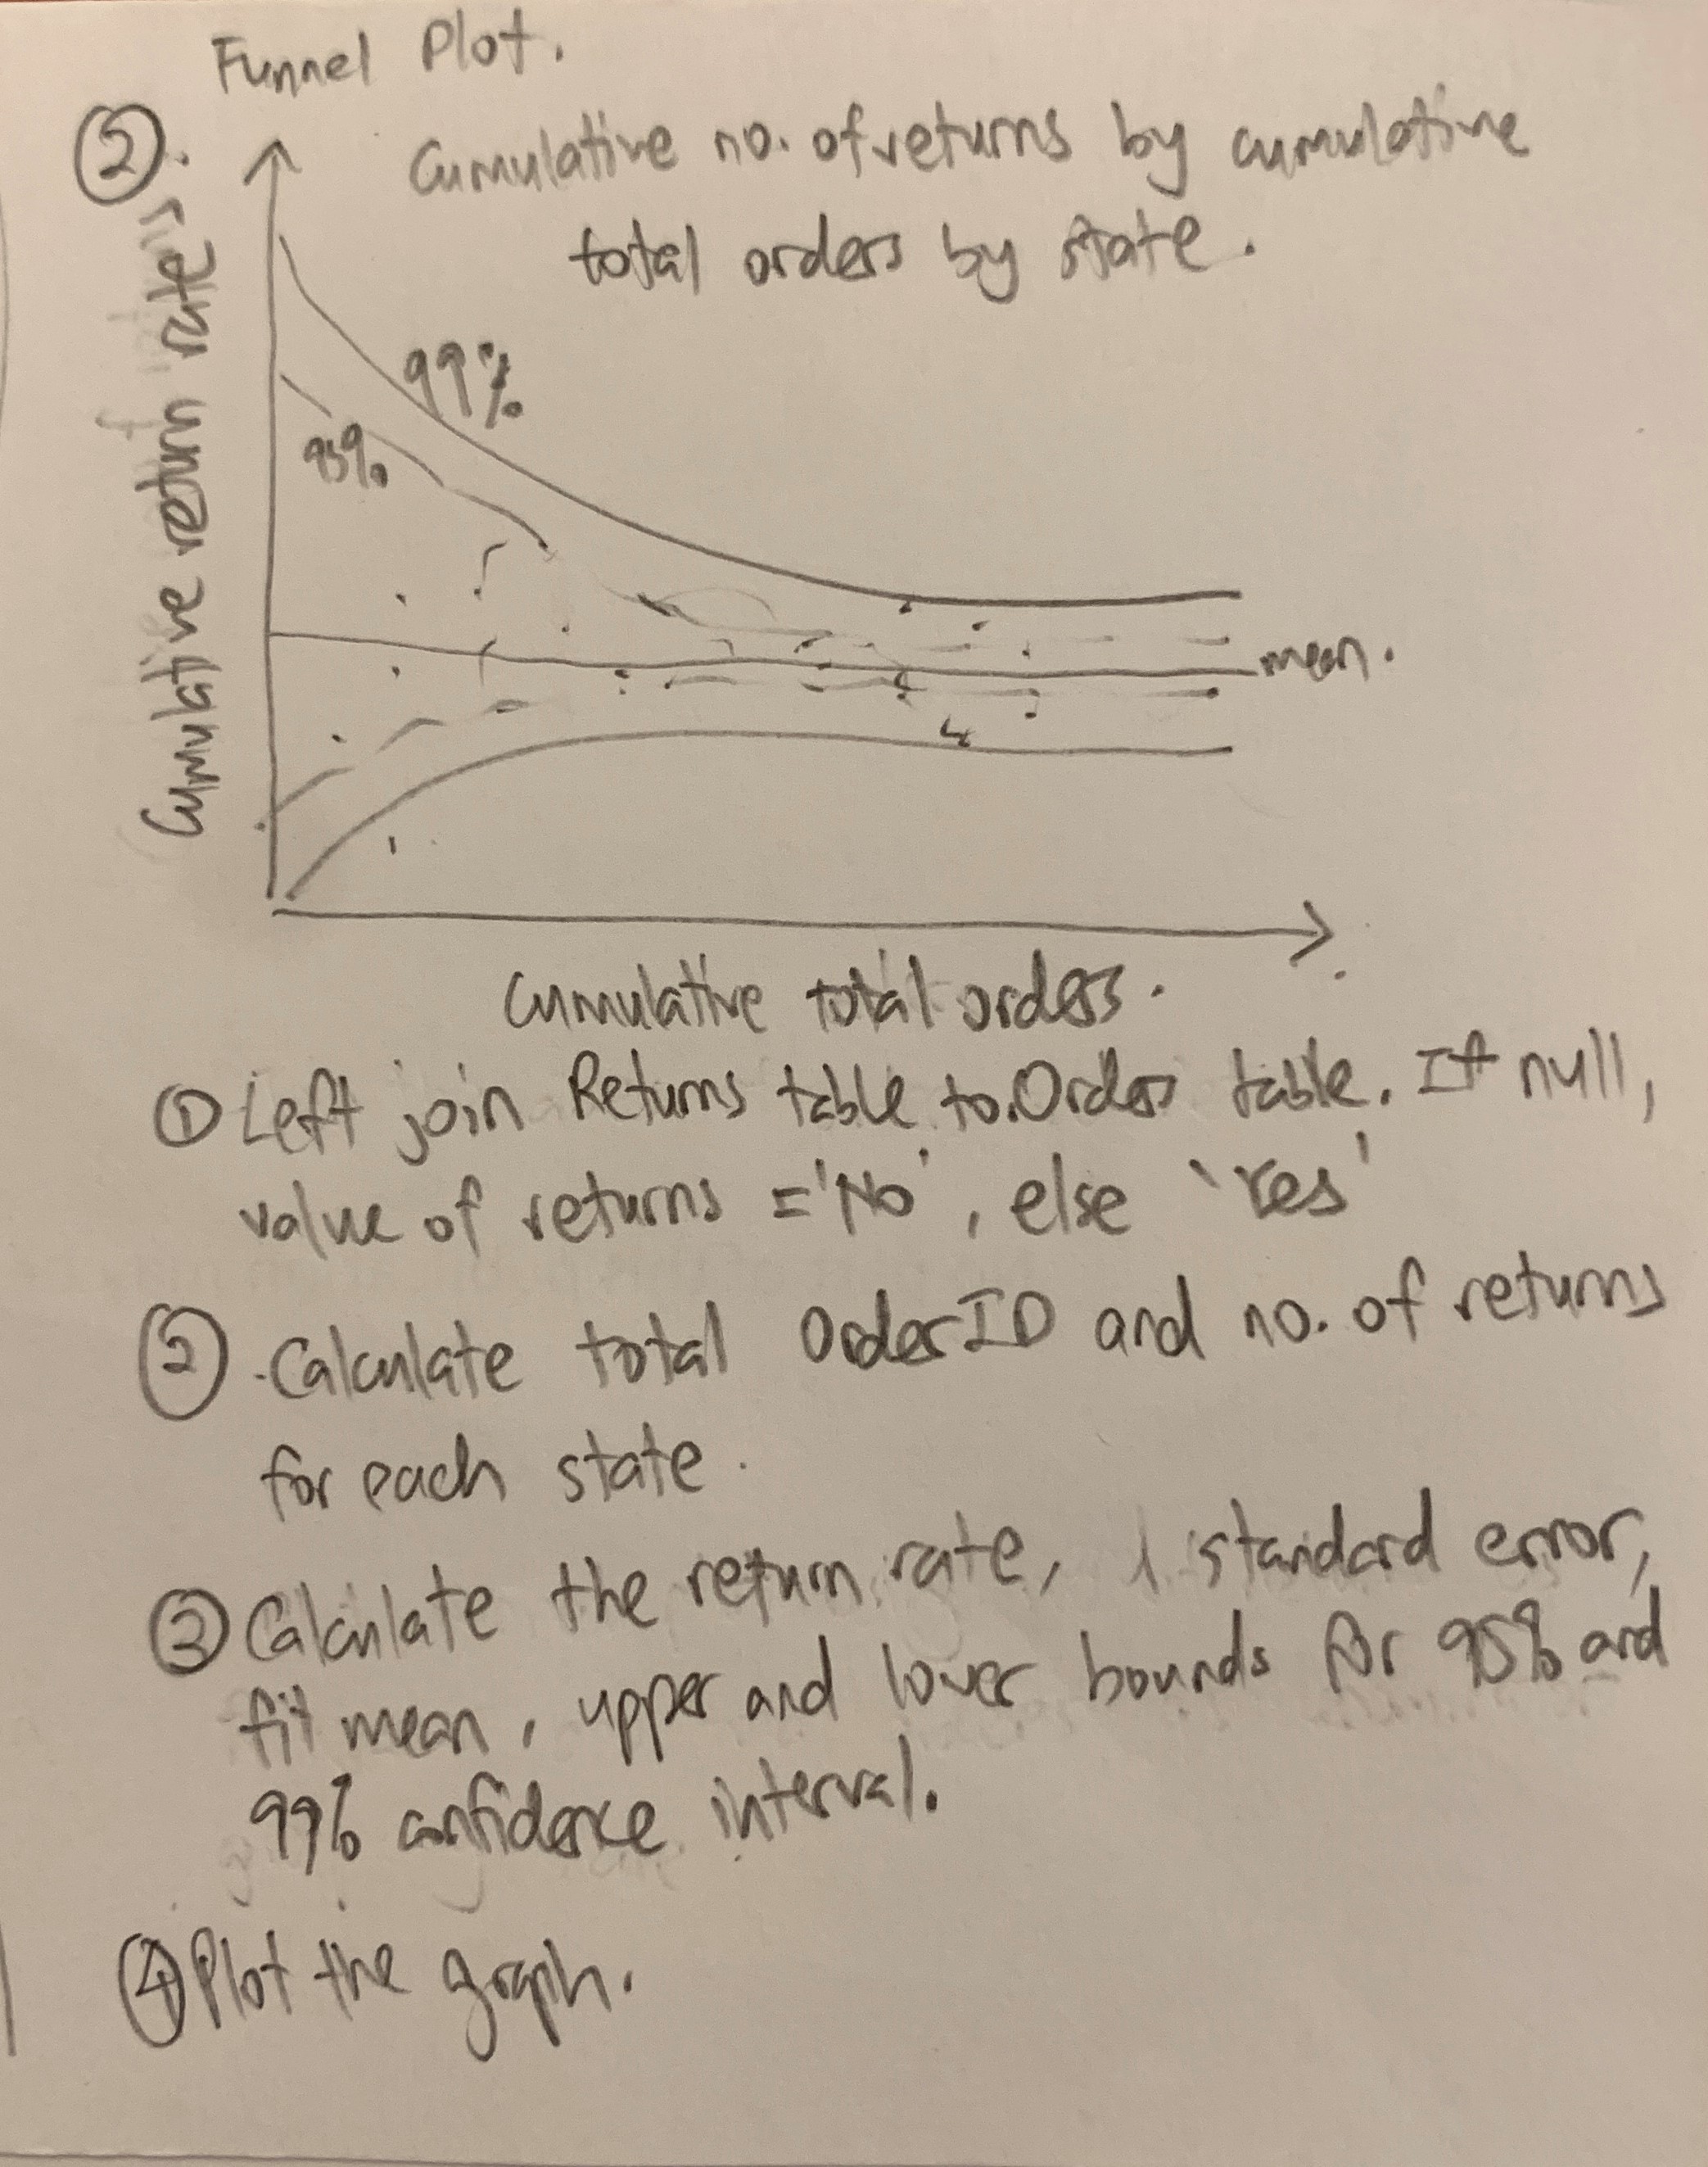 Funnel Plot.
②.
Cumulative no. of returns by cumulative
total orders by state.
Cumulative return rate
99%
95%
mean.
Cumulative total orders.
① Left join Returns table to Orders table. If null,
value of returns = 'No', else 'Yes'
② Calculate total OrderID and no. of returns
for each state.
③ Calculate the return rate, standard error,
fit mean, upper and lower bounds for 95% and
99% confidence interval.
④ Plot the graph.